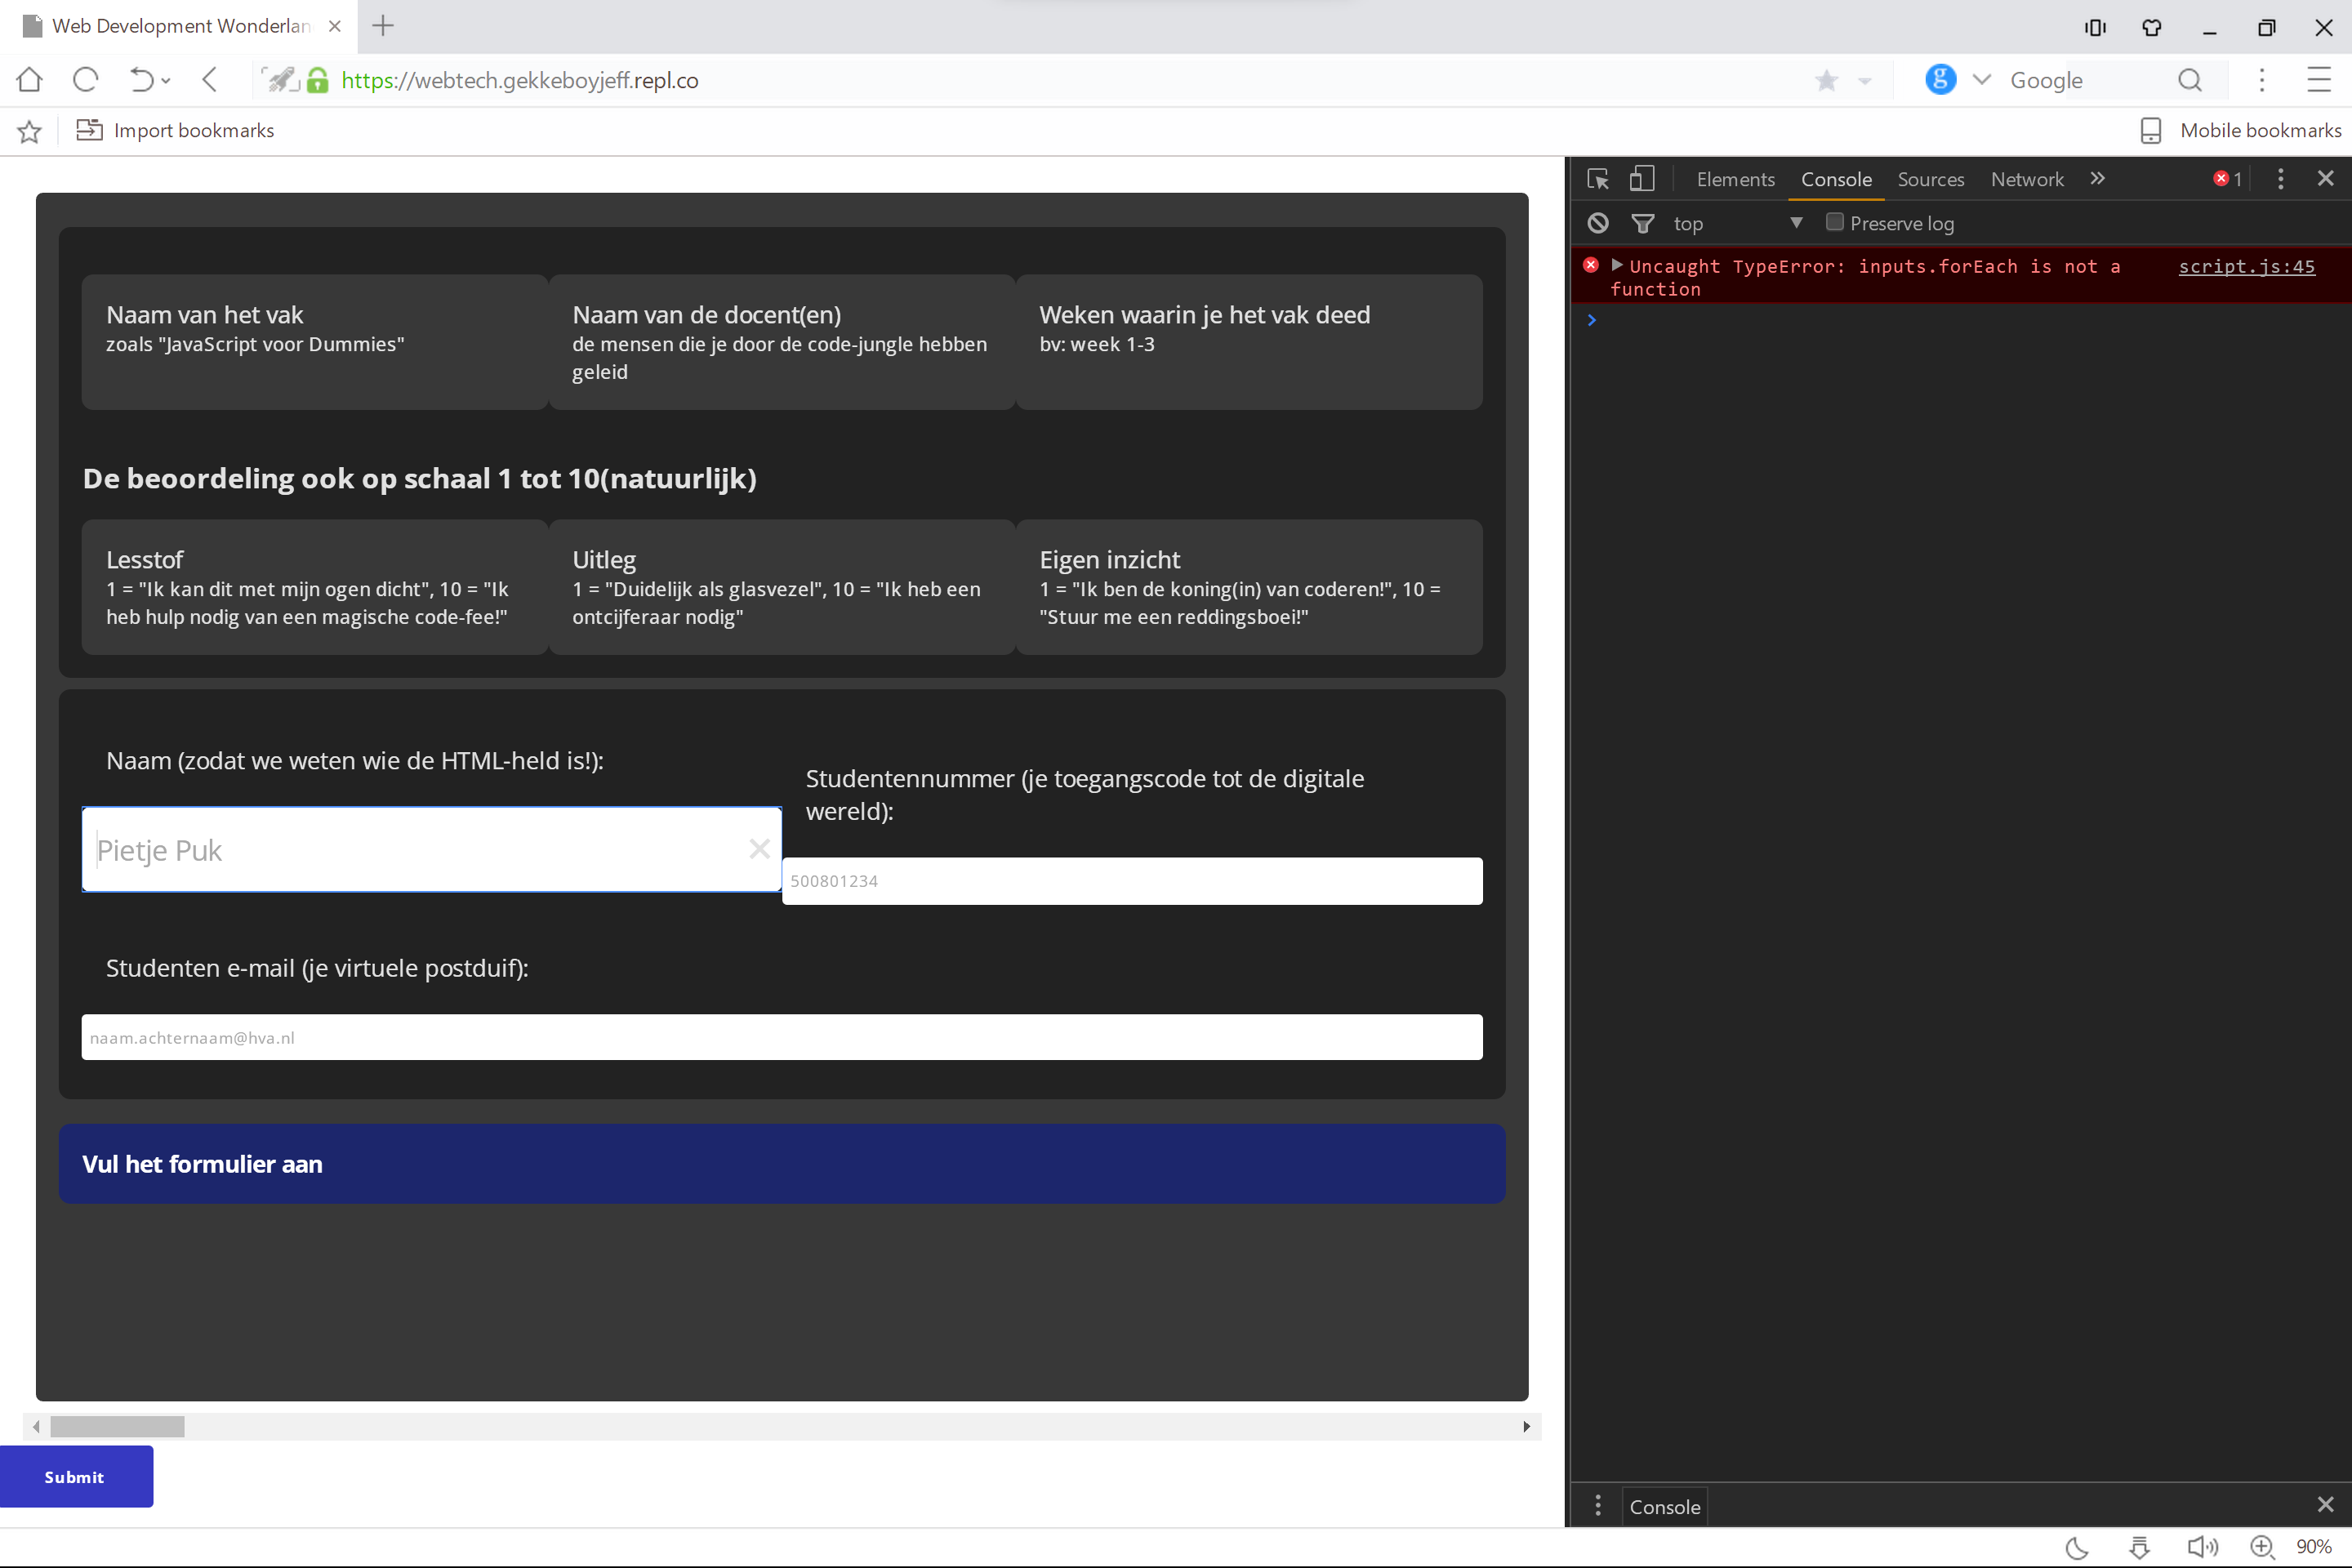 Web Development Wonderlan
https://webtech.gekkeboyjeff.repl.co
Google
Import bookmarks
Mobile bookmarks
Elements
Console
Sources
Network
1
top
Preserve log
Uncaught TypeError: inputs.forEach is not a
function
script.js:45
Naam van het vak
zoals "JavaScript voor Dummies"
Naam van de docent(en)
de mensen die je door de code-jungle hebben
geleid
Weken waarin je het vak deed
bv: week 1-3
De beoordeling ook op schaal 1 tot 10(natuurlijk)
Lesstof
1 = "Ik kan dit met mijn ogen dicht", 10 = "Ik
heb hulp nodig van een magische code-fee!"
Uitleg
1 = "Duidelijk als glasvezel", 10 = "Ik heb een
ontcijferaar nodig"
Eigen inzicht
1 = "Ik ben de koning(in) van coderen!", 10 =
"Stuur me een reddingsboei!"
Naam (zodat we weten wie de HTML-held is!):
Pietje Puk
Studentennummer (je toegangscode tot de digitale
wereld):
500801234
Studenten e-mail (je virtuele postduif):
naam.achternaam@hva.nl
Vul het formulier aan
Submit
Console
90%